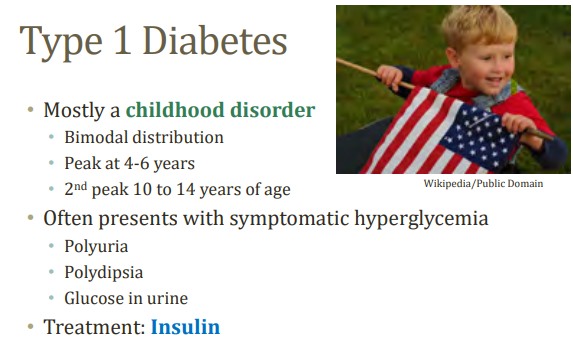 Type 1 Diabetes
• Mostly a childhood disorder
• Bimodal distribution
• Peak at 4-6 years
• 2nd peak 10 to 14 years of age
Wikipedia/Public Domain
• Often presents with symptomatic hyperglycemia
• Polyuria
• Polydipsia
• Glucose in urine
• Treatment: Insulin